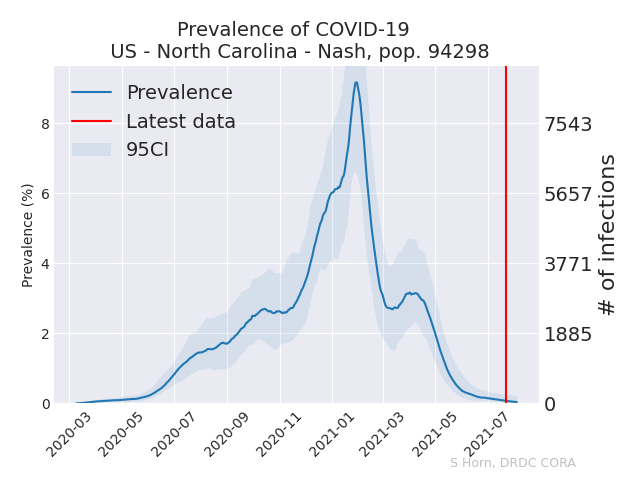 Prevalence of COVID-19
US - North Carolina - Nash, pop. 94298
Prevalence
Latest data
95CI
Prevalence (%)
8
6
4
2
0
7543
5657
3771
1885
0
# of infections
2020-03
2020-05
2020-07
2020-09
2020-11
2021-01
2021-03
2021-05
2021-07
S Horn, DRDC CORA